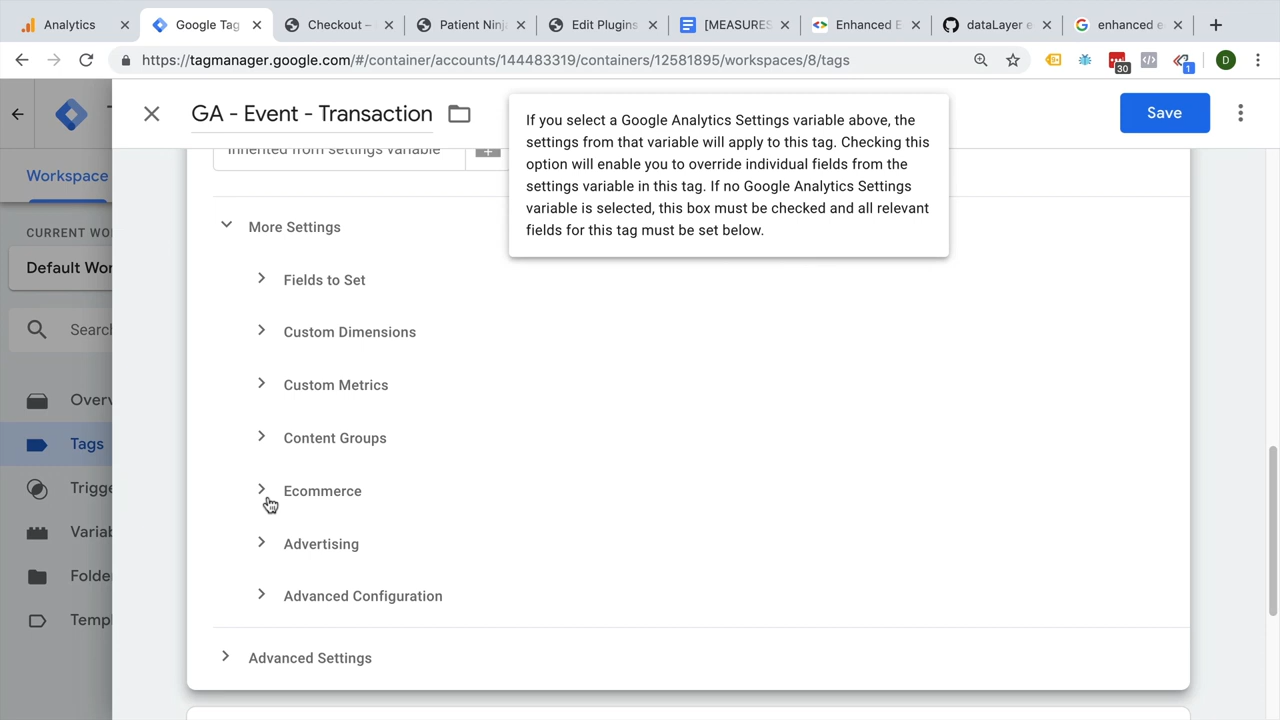 Analytics
Google Tag
Checkout –
Patient Ninj
Edit Plugins
[MEASURES
Enhanced E
dataLayer e
enhanced e
https://tagmanager.google.com/#/container/accounts/144483319/containers/12581895/workspaces/8/tags
30
1
D
GA - Event - Transaction
Save
If you select a Google Analytics Settings variable above, the
settings from that variable will apply to this tag. Checking this
option will enable you to override individual fields from the
settings variable in this tag. If no Google Analytics Settings
variable is selected, this box must be checked and all relevant
fields for this tag must be set below.
Inherited from settings variable
Workspace
CURRENT WO
Default Wor
Search
Overv
Tags
Trigge
Variab
Folde
Templ
More Settings
Fields to Set
Custom Dimensions
Custom Metrics
Content Groups
Ecommerce
Advertising
Advanced Configuration
Advanced Settings